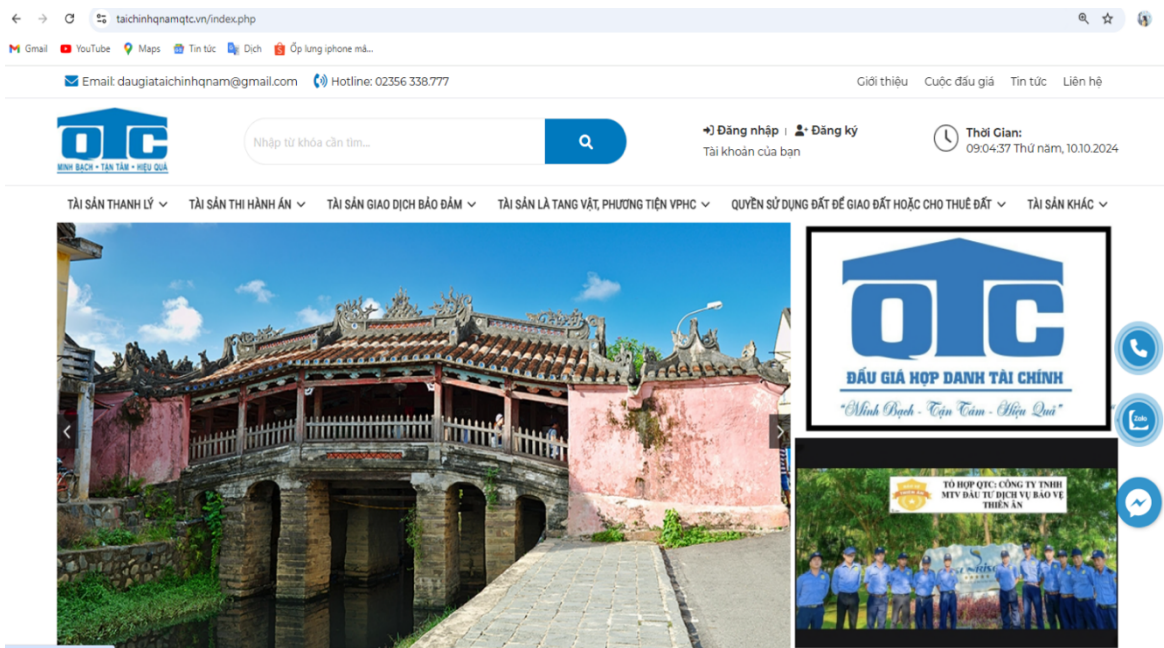 taichinhqnamqtc.vn/index.php
Gmail YouTube Maps Tin tức Dịch Ốp lưng iphone mâ...
Email: daugiataichinhqnam@gmail.com Hotline: 02356 338.777 Giới thiệu Cuộc đấu giá Tin tức Liên hệ
QTC
MINH BẠCH - TẬN TÂM - HIỆU QUẢ
Nhập từ khóa cần tìm...
Đăng nhập | Đăng ký
Tài khoản của bạn
Thời Gian:
09:04:37 Thứ năm, 10.10.2024
TÀI SẢN THANH LÝ TÀI SẢN THI HÀNH ÁN TÀI SẢN GIAO DỊCH BẢO ĐẢM TÀI SẢN LÀ TANG VẬT, PHƯƠNG TIỆN VPHC QUYỀN SỬ DỤNG ĐẤT ĐỂ GIAO ĐẤT HOẶC CHO THUÊ ĐẤT TÀI SẢN KHÁC
QTC
ĐẤU GIÁ HỢP DANH TÀI CHÍNH
"Minh Bạch - Tận Tâm - Hiệu Quả"
Zalo
TỔ HỢP QTC: CÔNG TY TNHH
MTV ĐẦU TƯ DỊCH VỤ BẢO VỆ
THIÊN ÂN